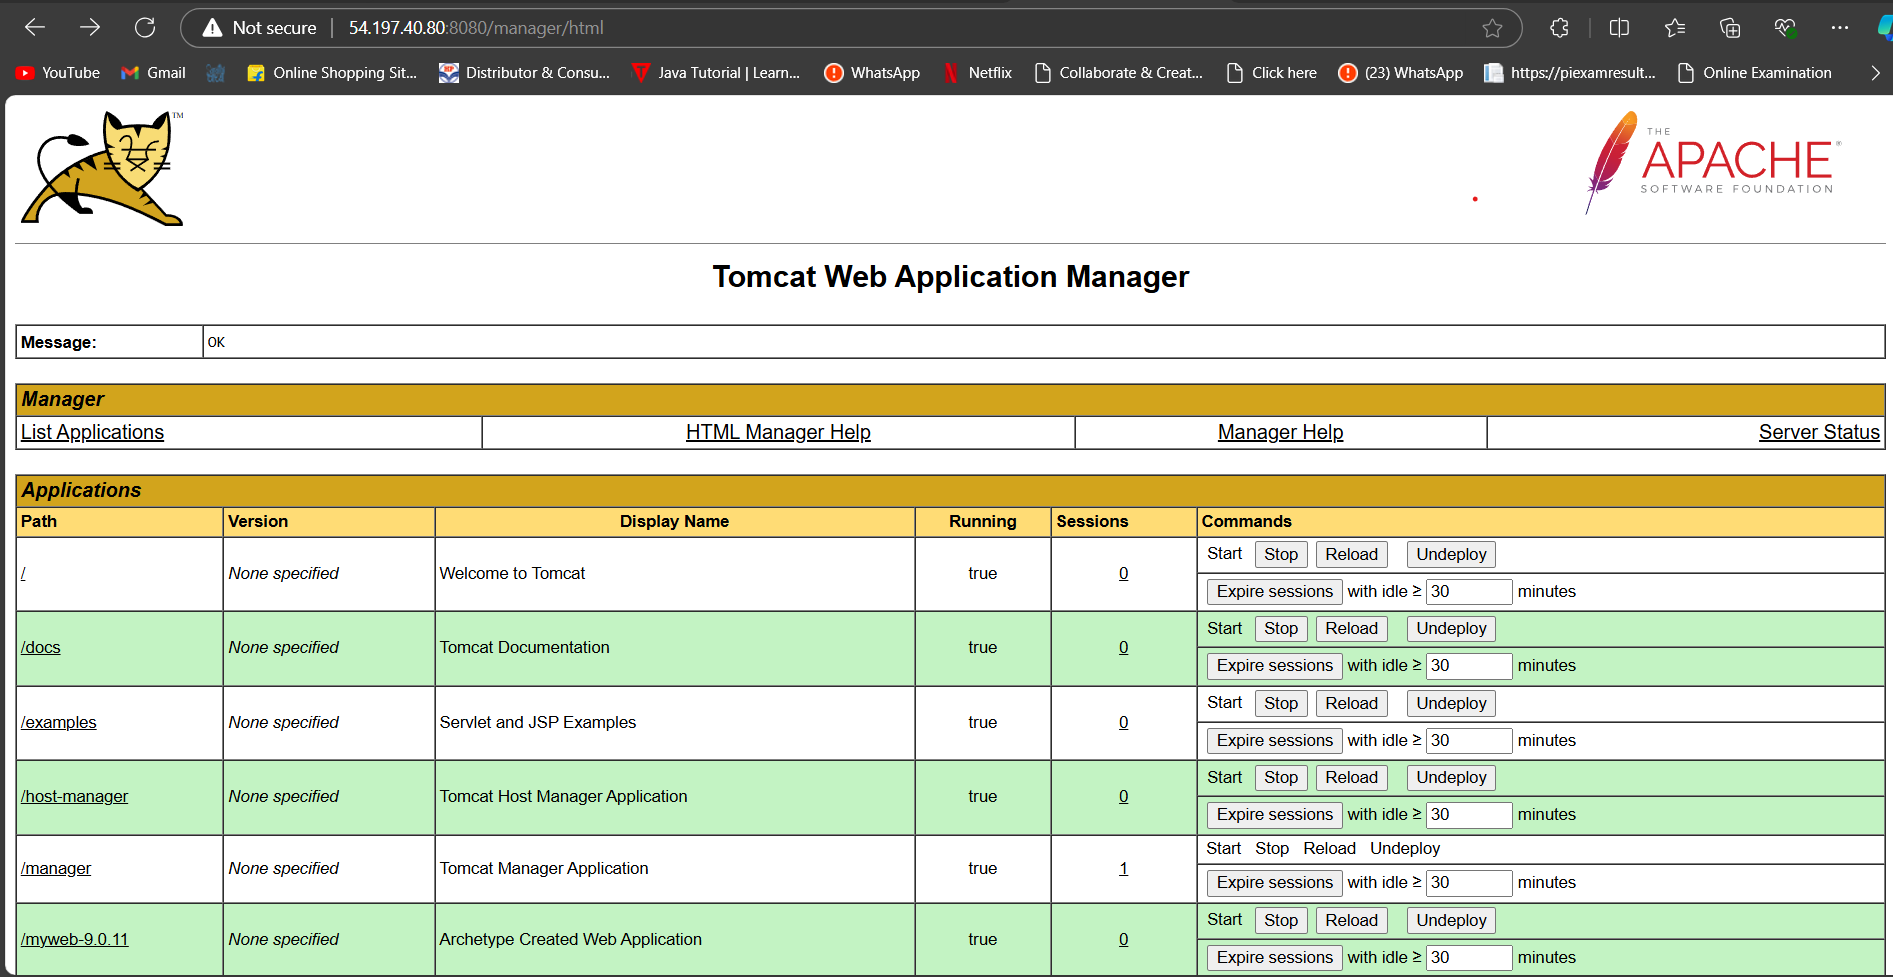 Not secure 54.197.40.80:8080/manager/html
YouTube Gmail Online Shopping Sit... Distributor & Consu... Java Tutorial | Learn... WhatsApp Netflix Collaborate & Creat... Click here (23) WhatsApp https://piexamresult... Online Examination
TM
THE
APACHE®
SOFTWARE FOUNDATION
Tomcat Web Application Manager
Message: OK
Manager
List Applications HTML Manager Help Manager Help Server Status
Applications
Path Version Display Name Running Sessions Commands
/ None specified Welcome to Tomcat true 0 Start Stop Reload Undeploy
Expire sessions with idle ≥ 30 minutes
/docs None specified Tomcat Documentation true 0 Start Stop Reload Undeploy
Expire sessions with idle ≥ 30 minutes
/examples None specified Servlet and JSP Examples true 0 Start Stop Reload Undeploy
Expire sessions with idle ≥ 30 minutes
/host-manager None specified Tomcat Host Manager Application true 0 Start Stop Reload Undeploy
Expire sessions with idle ≥ 30 minutes
/manager None specified Tomcat Manager Application true 1 Start Stop Reload Undeploy
Expire sessions with idle ≥ 30 minutes
/myweb-9.0.11 None specified Archetype Created Web Application true 0 Start Stop Reload Undeploy
Expire sessions with idle ≥ 30 minutes